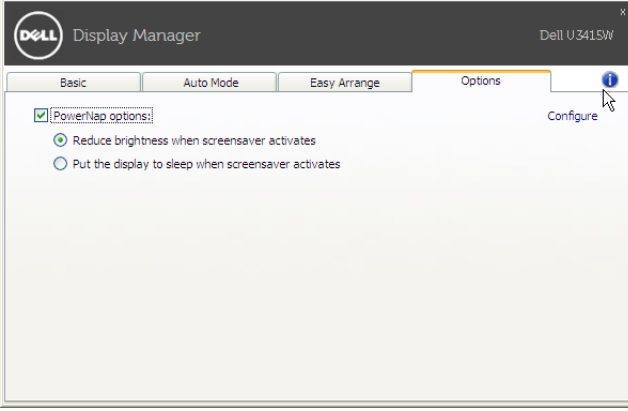 x
DELL Display Manager Dell U3415W
Basic Auto Mode Easy Arrange Options i
PowerNap options: Configure
Reduce brightness when screensaver activates
Put the display to sleep when screensaver activates